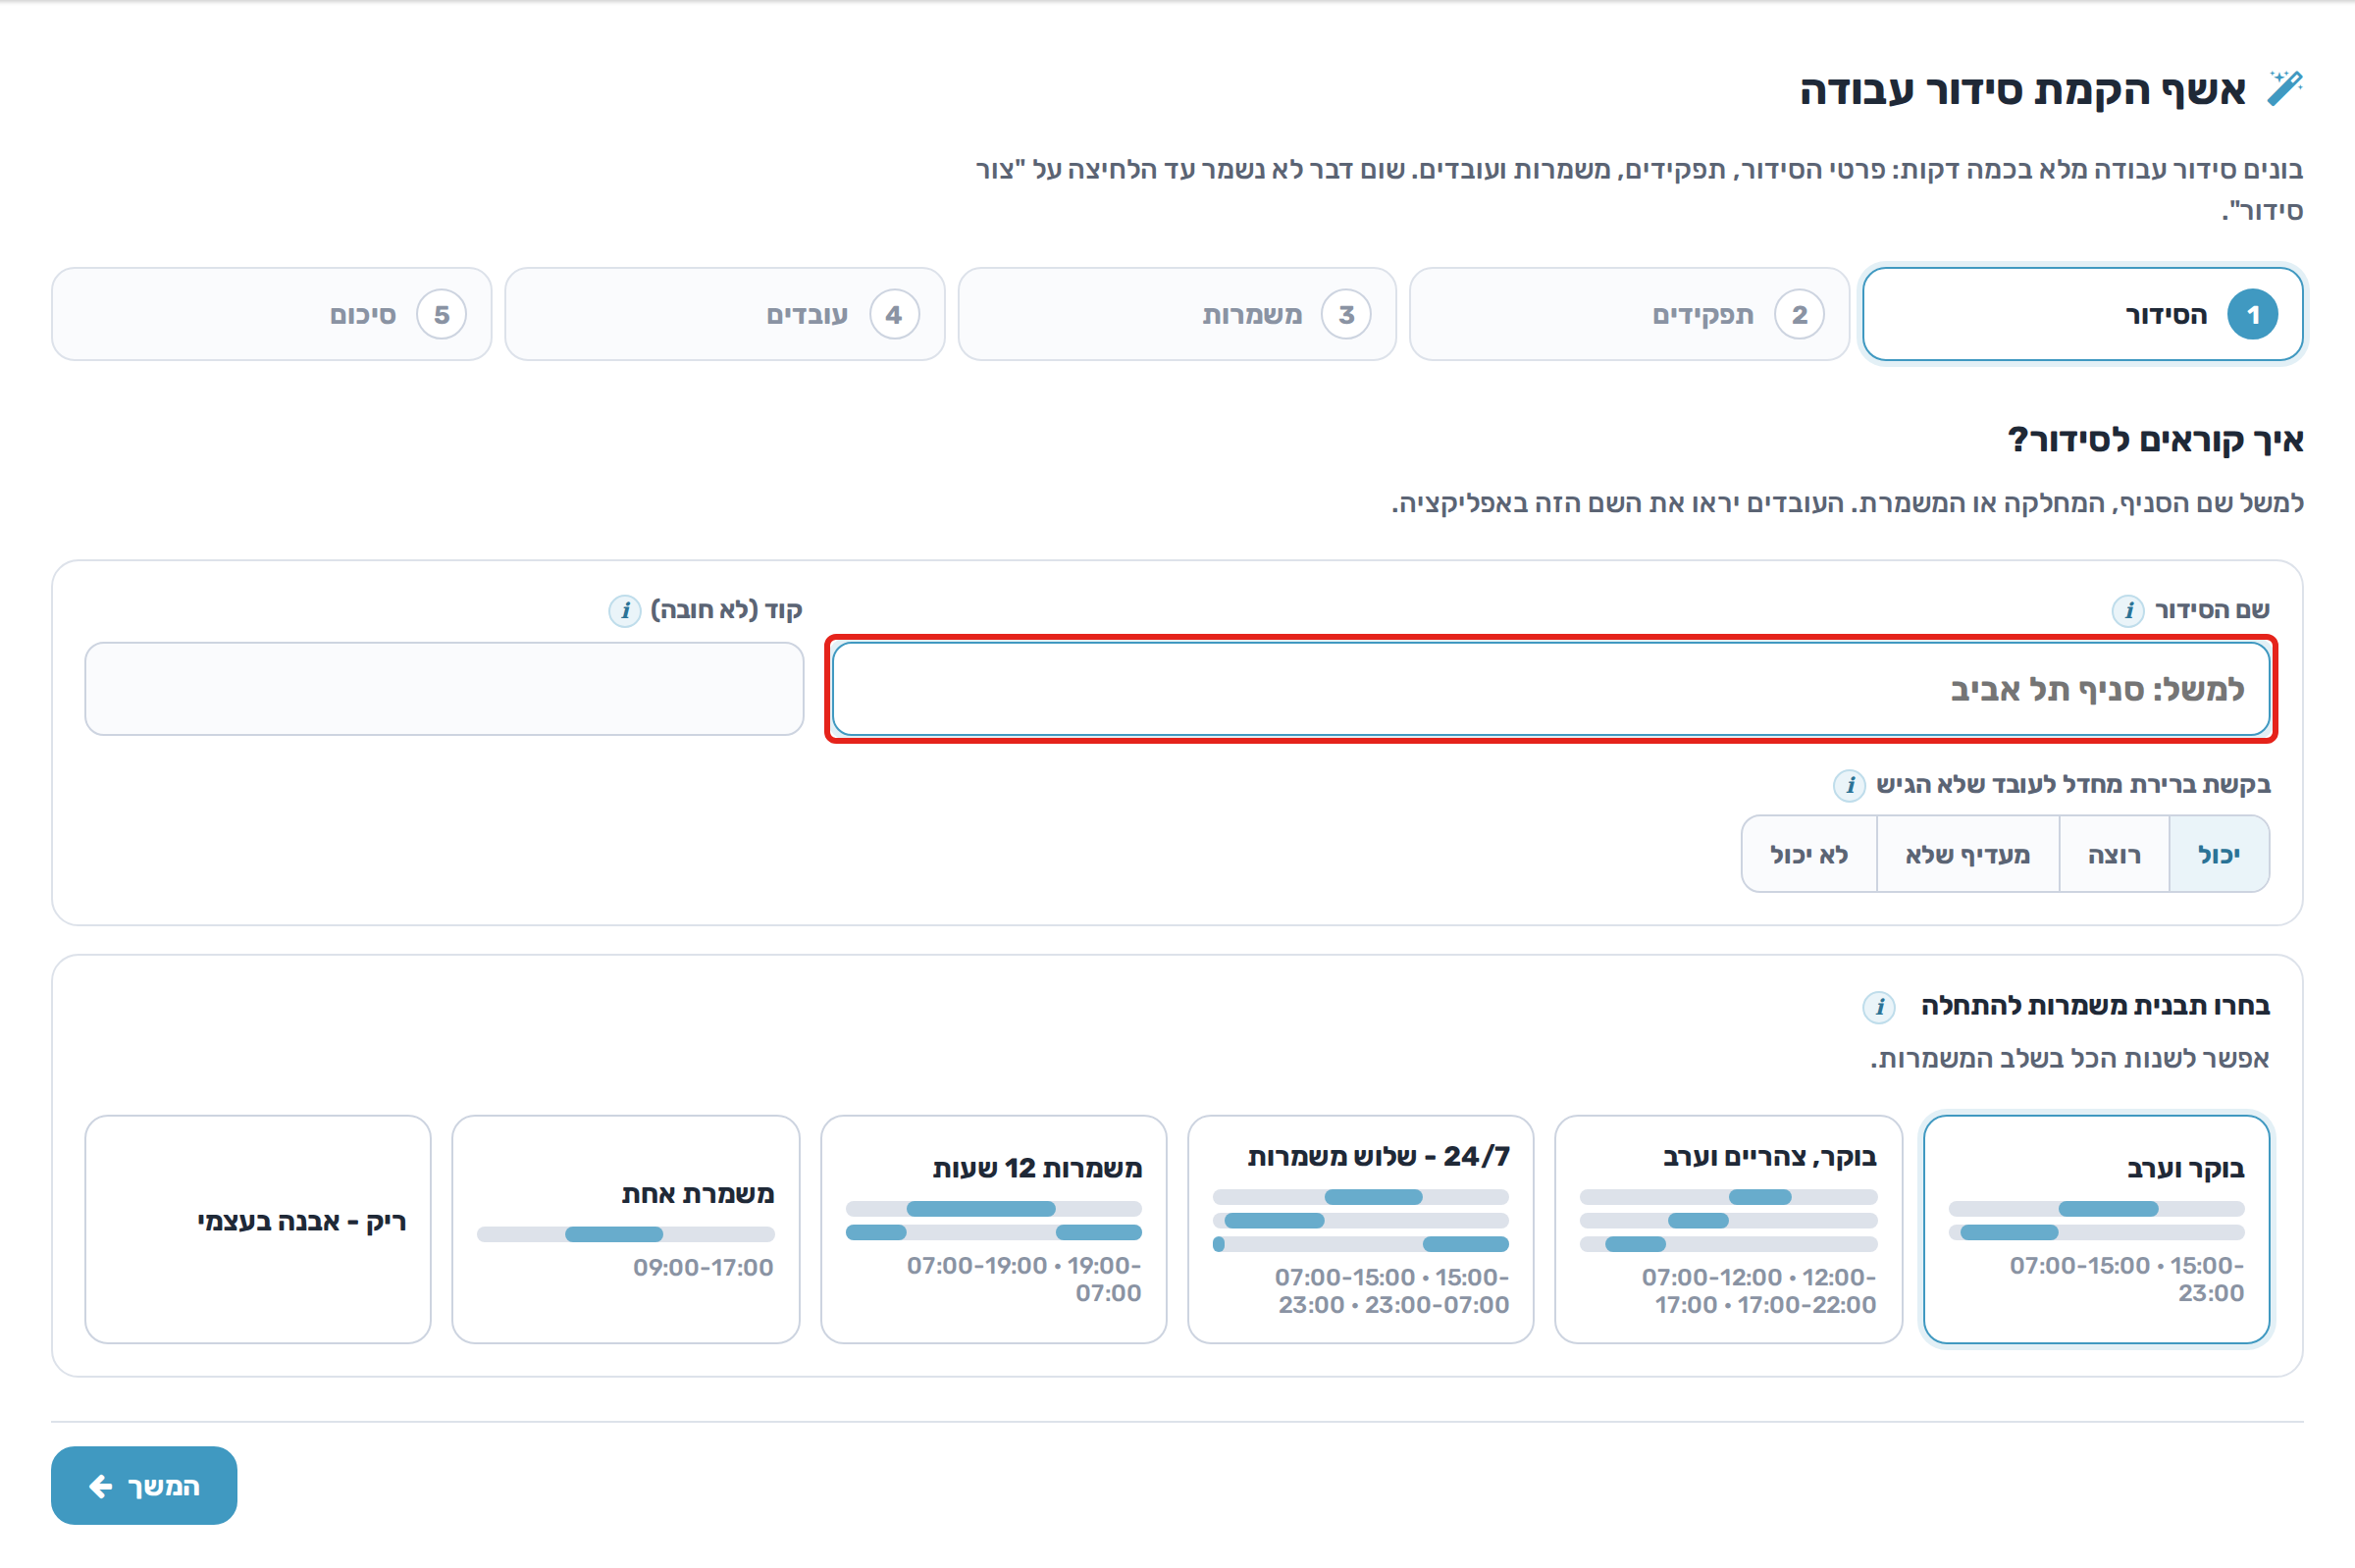 אשף הקמת סידור עבודה
בונים סידור עבודה מלא בכמה דקות: פרטי הסידור, תפקידים, משמרות ועובדים. שום דבר לא נשמר עד הלחיצה על "צור
סידור".
1 הסידור
2 תפקידים
3 משמרות
4 עובדים
5 סיכום
איך קוראים לסידור?
למשל שם הסניף, המחלקה או המשמרת. העובדים יראו את השם הזה באפליקציה.
שם הסידור i
קוד (לא חובה) i
למשל: סניף תל אביב
בקשת ברירת מחדל לעובד שלא הגיש i
יכול
רוצה
מעדיף שלא
לא יכול
בחרו תבנית משמרות להתחלה i
אפשר לשנות הכל בשלב המשמרות.
בוקר וערב
07:00-15:00 • 15:00-
23:00
בוקר, צהריים וערב
07:00-12:00 • 12:00-
17:00 • 17:00-22:00
24/7 - שלוש משמרות
07:00-15:00 • 15:00-
23:00 • 23:00-07:00
משמרות 12 שעות
07:00-19:00 • 19:00-
07:00
משמרת אחת
09:00-17:00
ריק - אבנה בעצמי
המשך